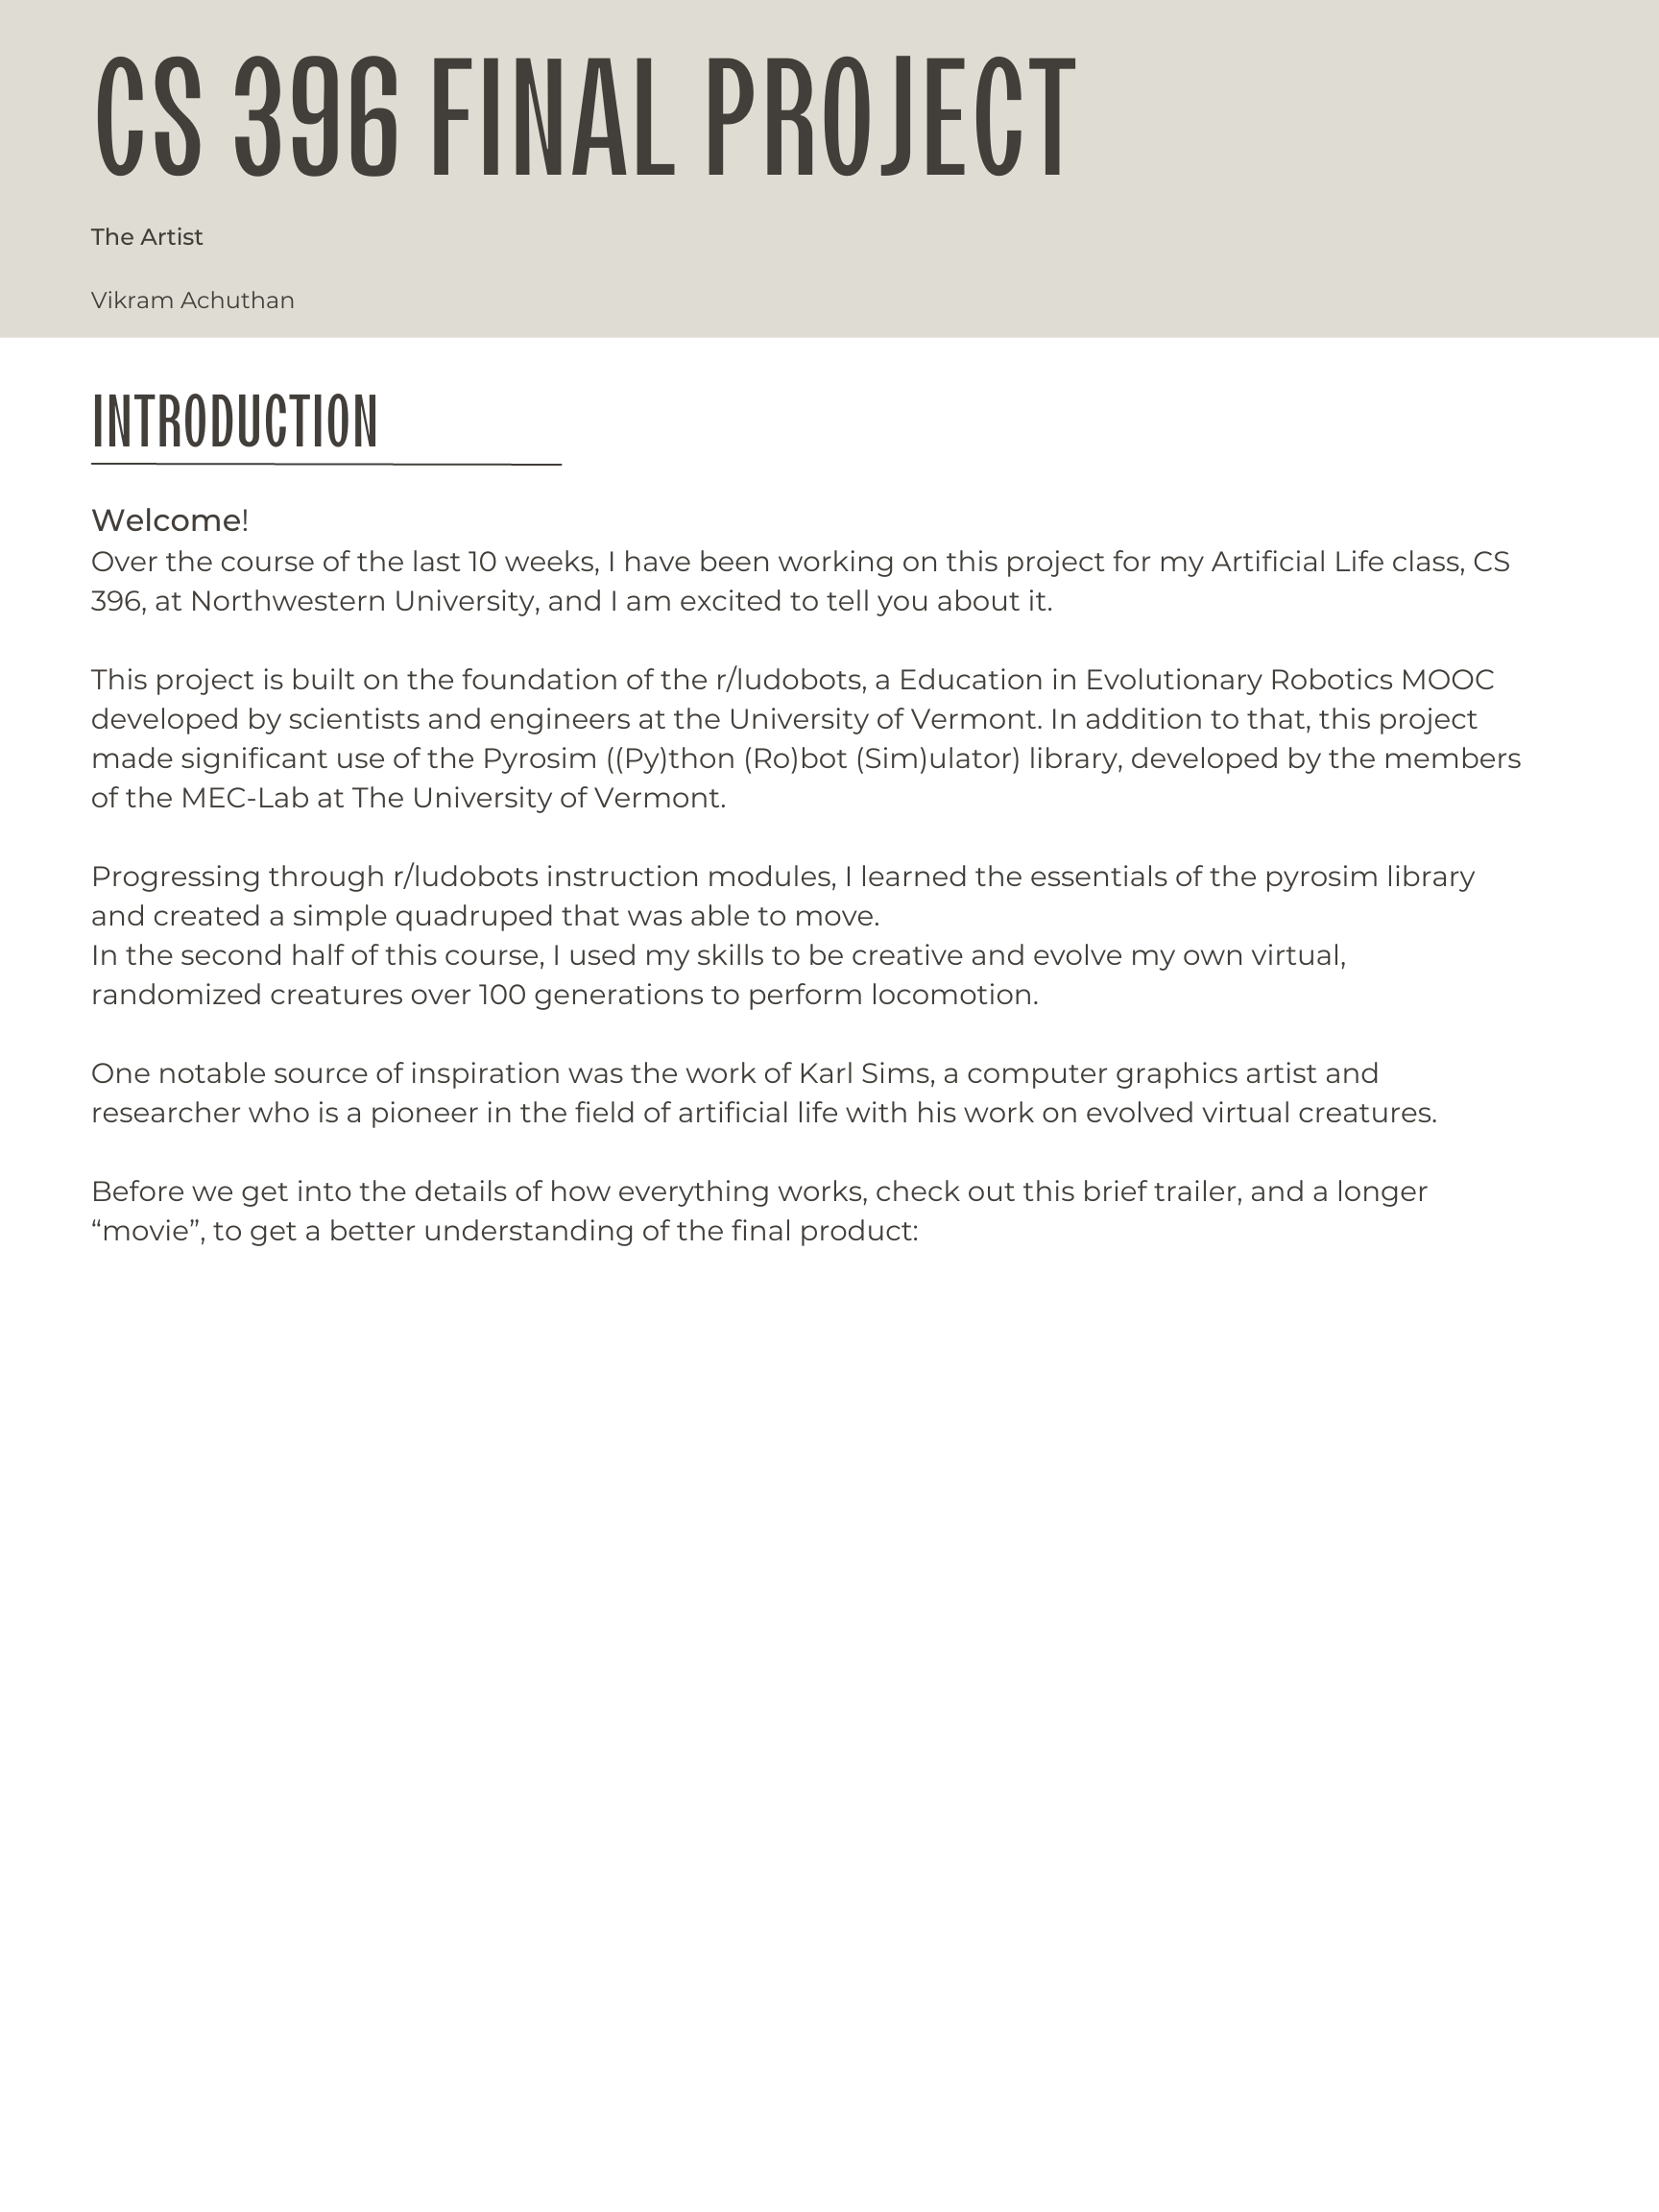 CS 396 FINAL PROJECT
The Artist
Vikram Achuthan
INTRODUCTION
Welcome!
Over the course of the last 10 weeks, I have been working on this project for my Artificial Life class, CS
396, at Northwestern University, and I am excited to tell you about it.
This project is built on the foundation of the r/ludobots, a Education in Evolutionary Robotics MOOC
developed by scientists and engineers at the University of Vermont. In addition to that, this project
made significant use of the Pyrosim ((Py)thon (Ro)bot (Sim)ulator) library, developed by the members
of the MEC-Lab at The University of Vermont.
Progressing through r/ludobots instruction modules, I learned the essentials of the pyrosim library
and created a simple quadruped that was able to move.
In the second half of this course, I used my skills to be creative and evolve my own virtual,
randomized creatures over 100 generations to perform locomotion.
One notable source of inspiration was the work of Karl Sims, a computer graphics artist and
researcher who is a pioneer in the field of artificial life with his work on evolved virtual creatures.
Before we get into the details of how everything works, check out this brief trailer, and a longer
“movie”, to get a better understanding of the final product: